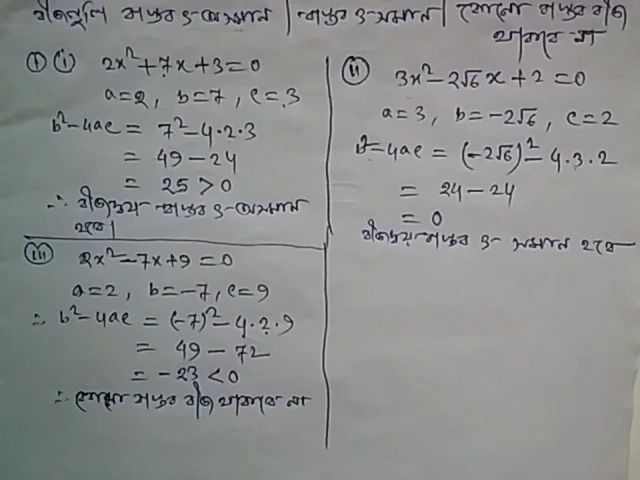 বীজগুলি বাস্তব ও অসমান | বাস্তব ও সমান | কোনো বাস্তব বীজ
থাকবে না
① (i) 2x²+7x+3=0
a=2, b=7, c=3
b²-4ac = 7²-4·2·3
= 49-24
= 25 > 0
∴ বীজদ্বয় বাস্তব ও অসমান
হবে।
(ii) 3x²-2√6x+2=0
a=3, b=-2√6, c=2
b²-4ac = (-2√6)²-4·3·2
= 24-24
= 0
বীজদ্বয় বাস্তব ও সমান হবে
(iii) 2x²-7x+9=0
a=2, b=-7, c=9
∴ b²-4ac = (-7)²-4·2·9
= 49-72
= -23 < 0
∴ কোনো বাস্তব বীজ থাকবে না